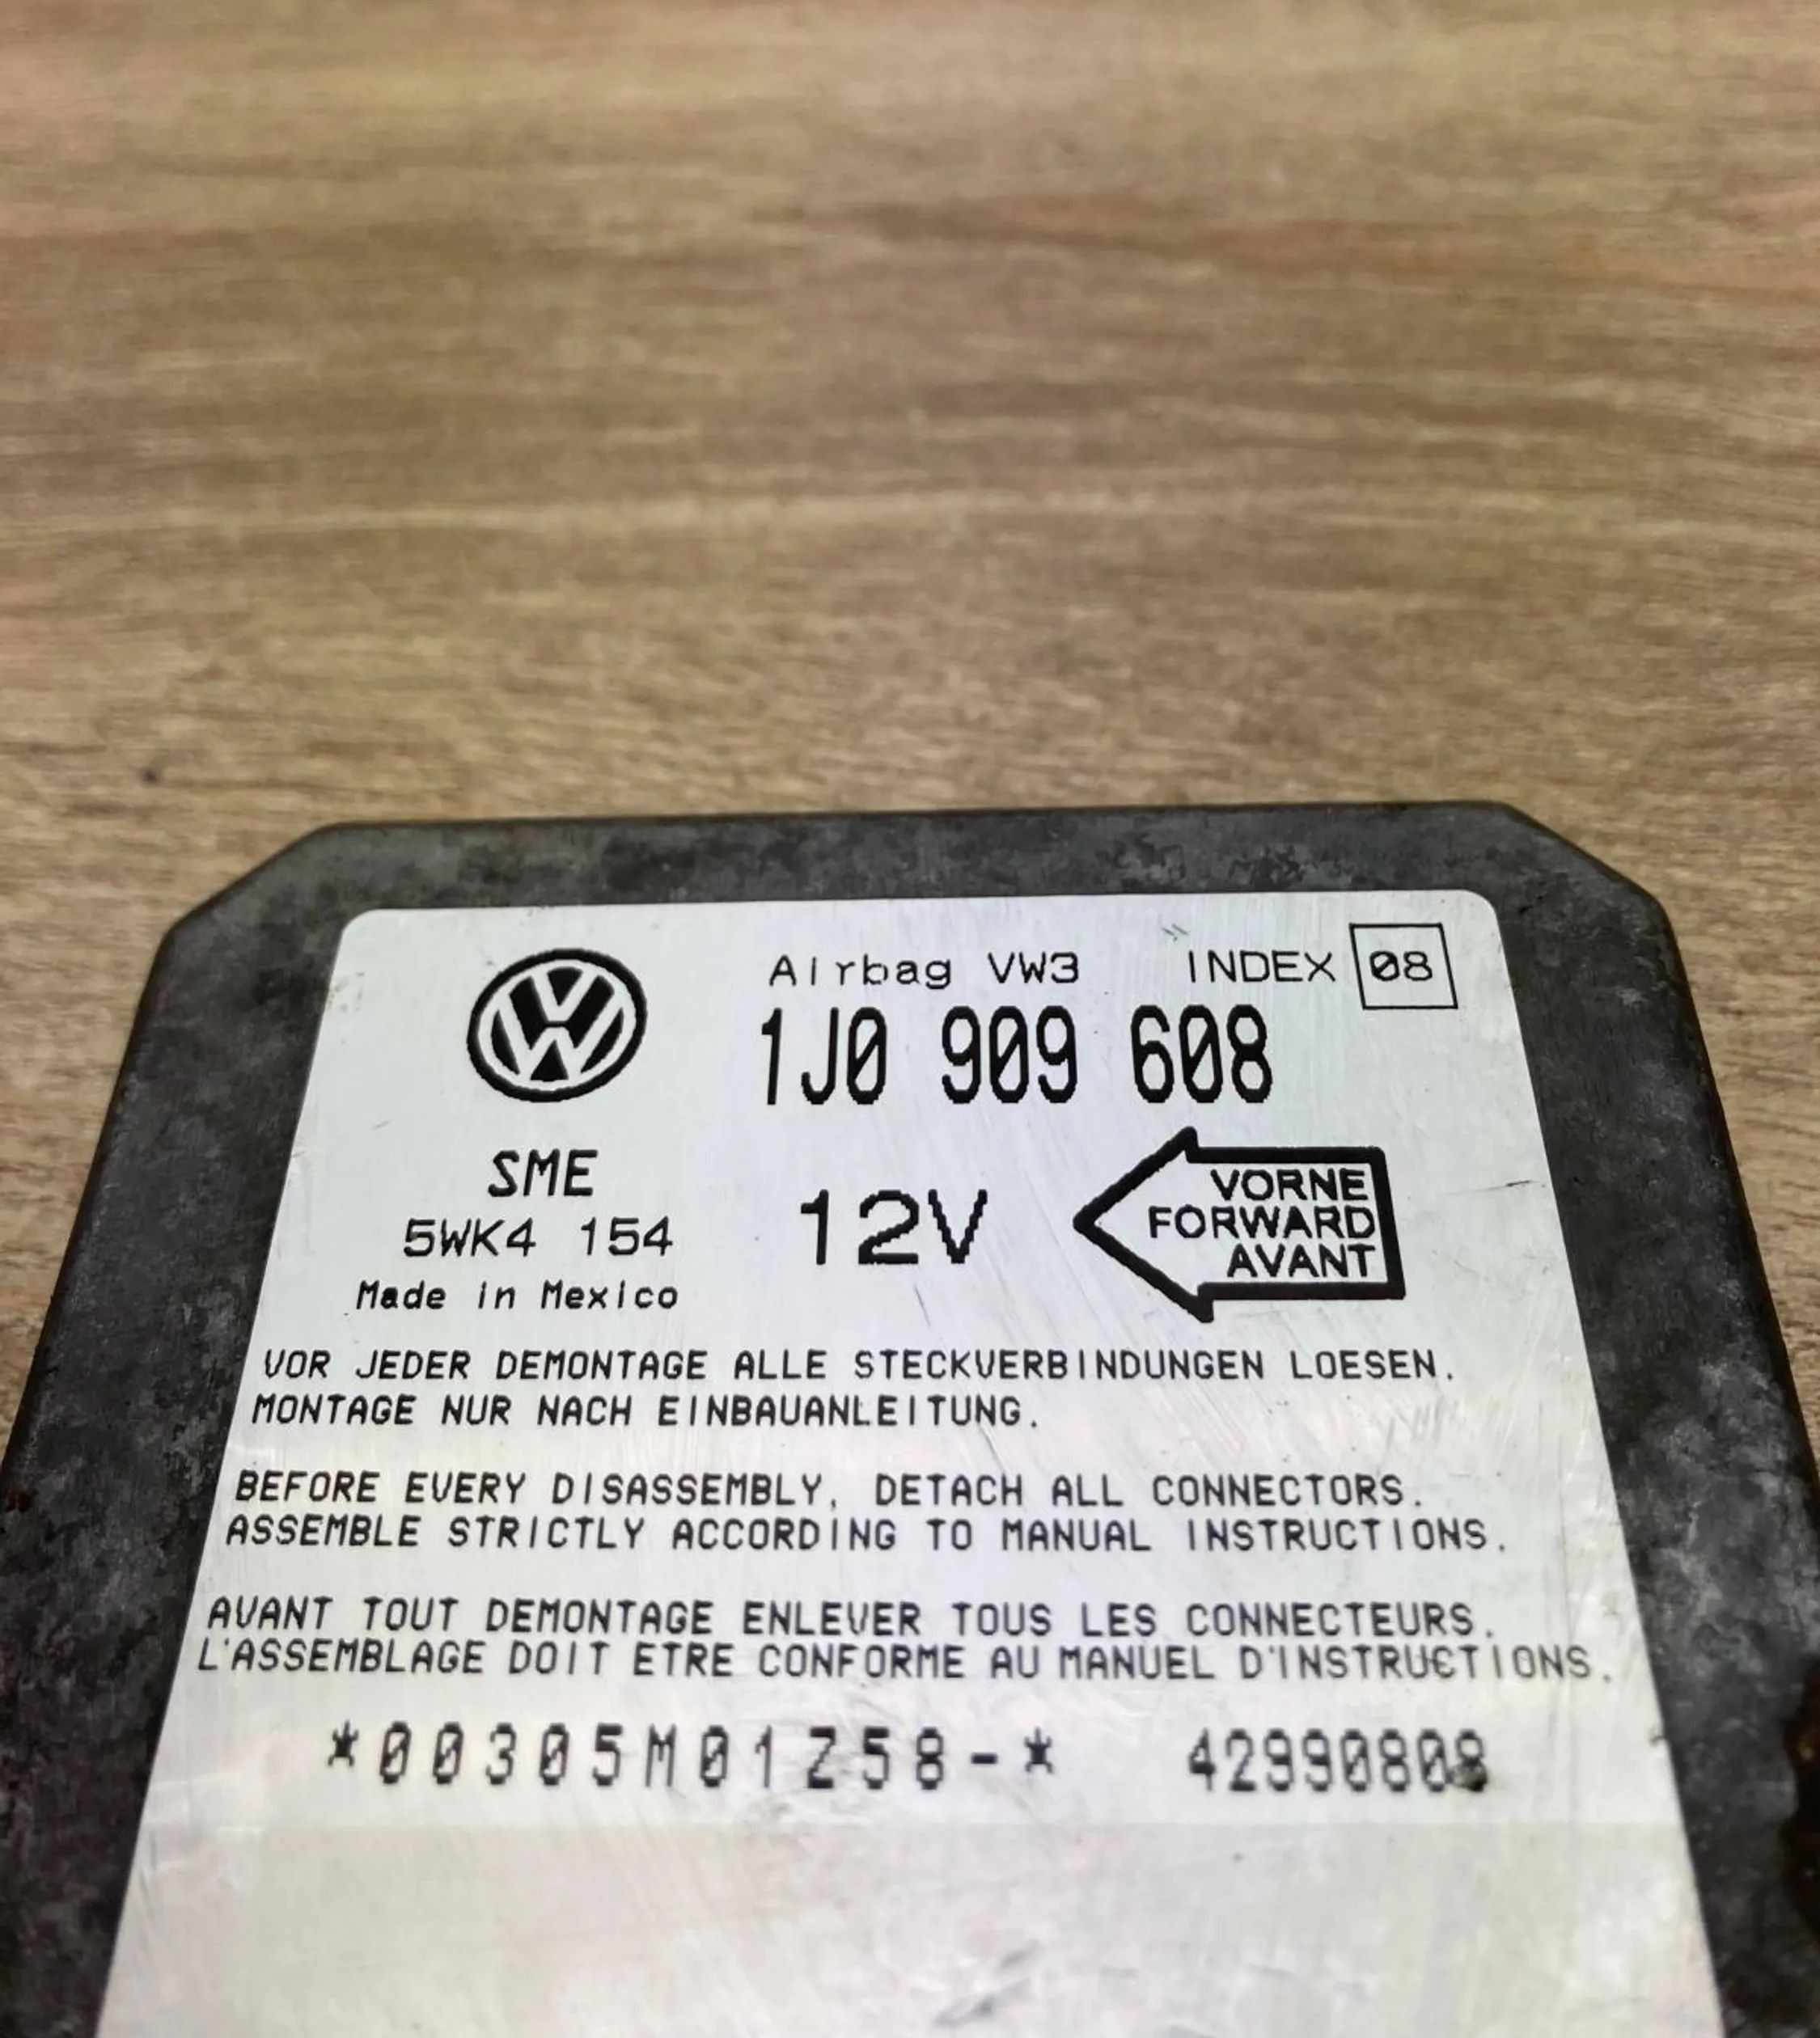 Airbag VW3 INDEX 08
1J0 909 608
SME
5WK4 154
Made in Mexico
12V
VORNE
FORWARD
AVANT
VOR JEDER DEMONTAGE ALLE STECKVERBINDUNGEN LOESEN.
MONTAGE NUR NACH EINBAUANLEITUNG.
BEFORE EVERY DISASSEMBLY, DETACH ALL CONNECTORS.
ASSEMBLE STRICTLY ACCORDING TO MANUAL INSTRUCTIONS.
AVANT TOUT DEMONTAGE ENLEVER TOUS LES CONNECTEURS.
L'ASSEMBLAGE DOIT ETRE CONFORME AU MANUEL D'INSTRUCTIONS.
*00305M01Z58-* 42990808